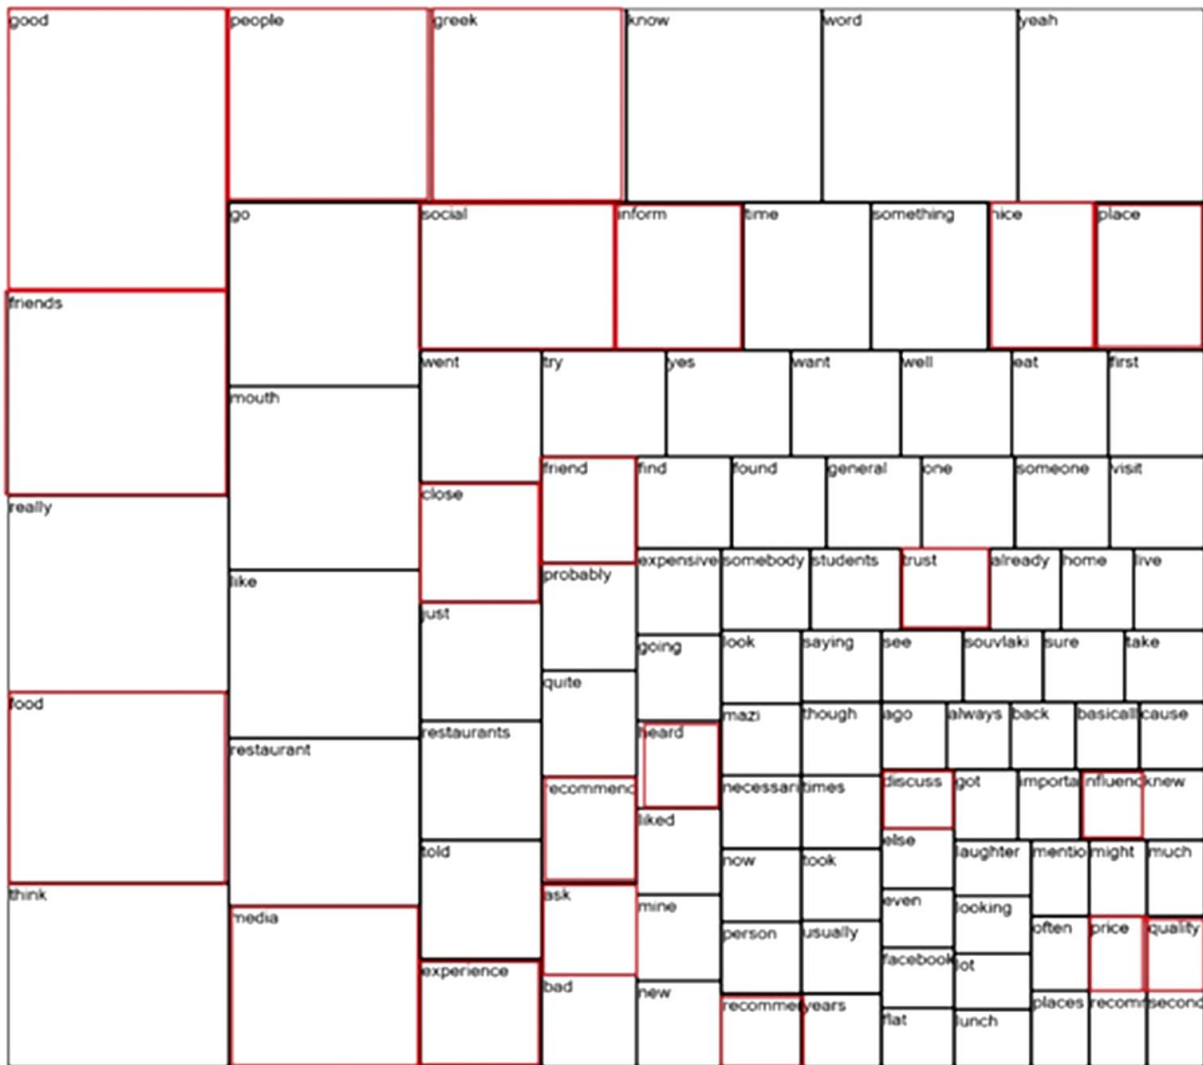 good people greek know word yeah
go social inform time something nice place
friends
went try yes want well eat first
mouth
friend find found general one someone visit
close
really
expensive somebody students trust already home live
probably
like
just
going look saying see souvlaki sure take
quite
food
mazi though ago always back basicall cause
restaurants heard
restaurant
recommend necessari times discuss got importa nfluenc knew
liked
else
told now took laughter mentio might much
think ask mine even looking
media person usually often price quality
facebook lot
experience
bad new recomme years places recom second
flat lunch